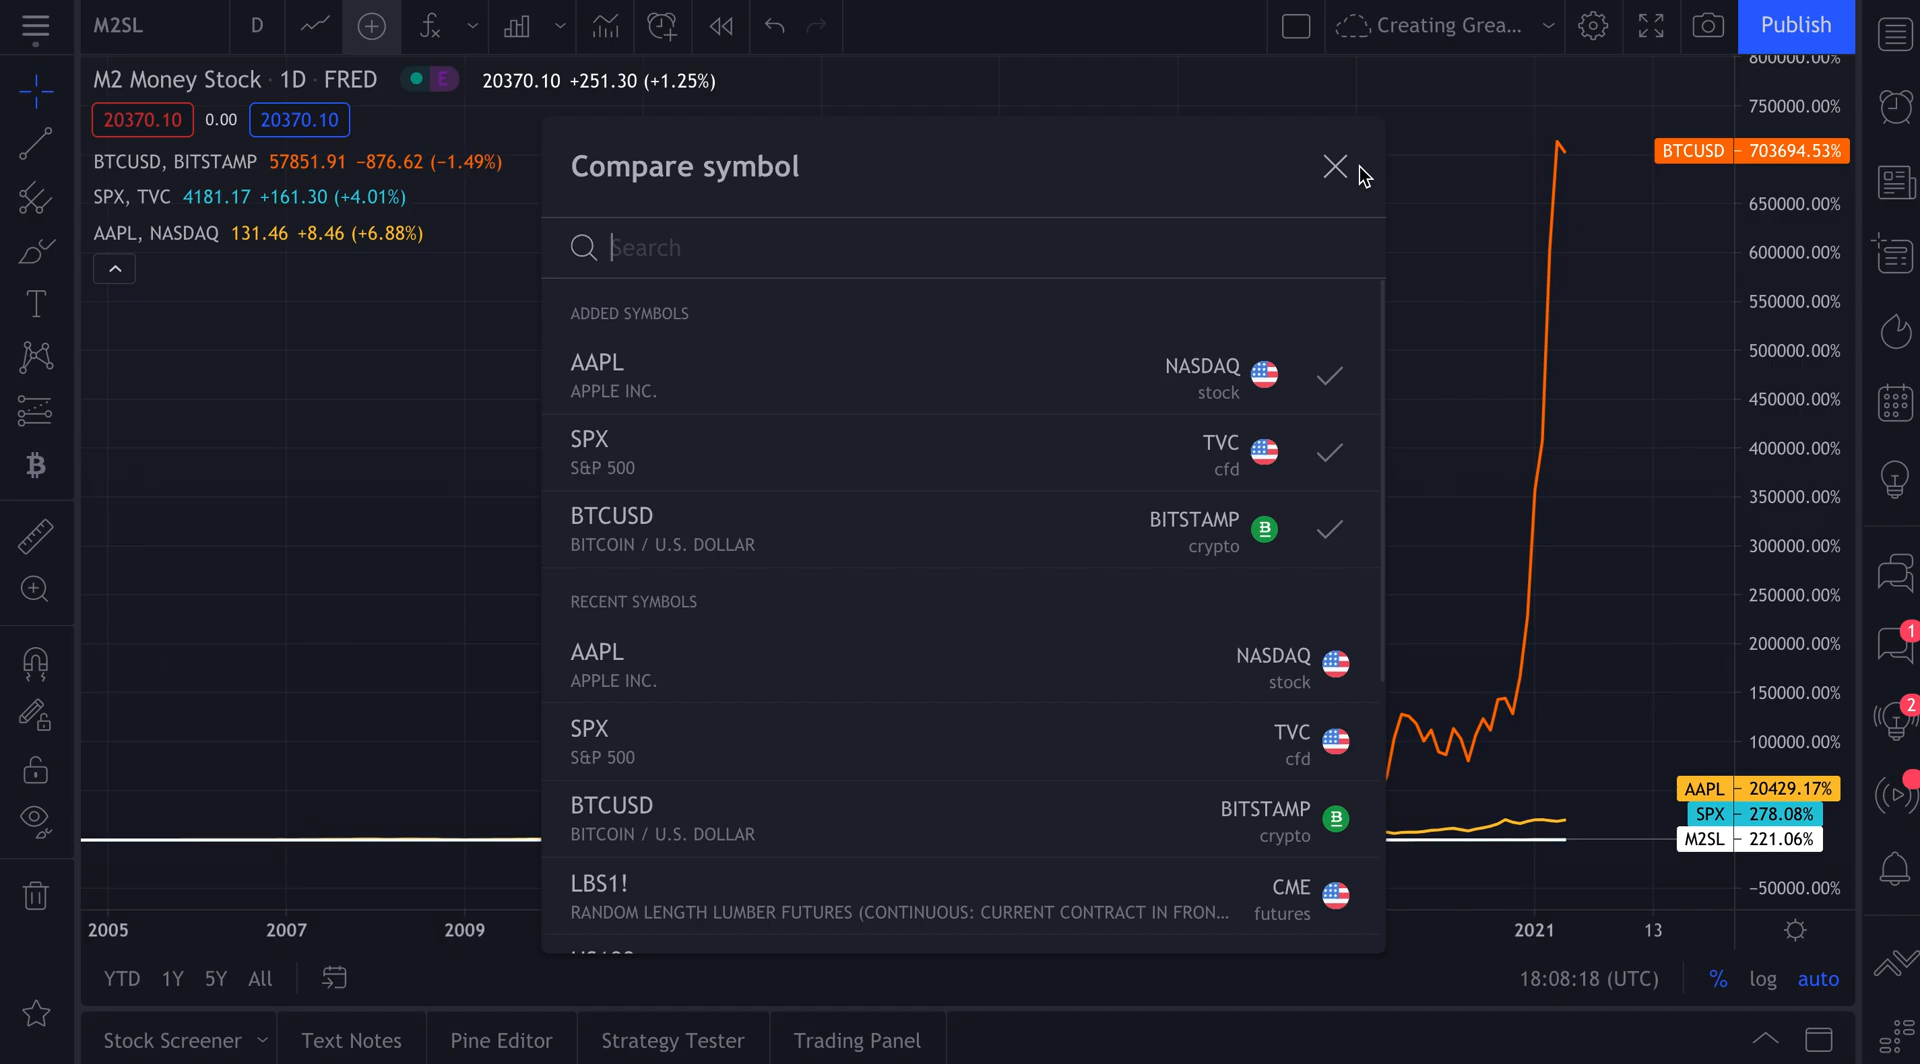 M2SL
D
Creating Grea...
Publish
M2 Money Stock · 1D · FRED
E
20370.10 +251.30 (+1.25%)
20370.10 0.00 20370.10
BTCUSD, BITSTAMP 57851.91 −876.62 (−1.49%)
SPX, TVC 4181.17 +161.30 (+4.01%)
AAPL, NASDAQ 131.46 +8.46 (+6.88%)
Compare symbol
Search
ADDED SYMBOLS
AAPL
APPLE INC.
NASDAQ
stock
SPX
S&P 500
TVC
cfd
BTCUSD
BITCOIN / U.S. DOLLAR
BITSTAMP
crypto
RECENT SYMBOLS
AAPL
APPLE INC.
NASDAQ
stock
SPX
S&P 500
TVC
cfd
BTCUSD
BITCOIN / U.S. DOLLAR
BITSTAMP
crypto
LBS1!
RANDOM LENGTH LUMBER FUTURES (CONTINUOUS: CURRENT CONTRACT IN FRON...
CME
futures
800000.00%
750000.00%
BTCUSD 703694.53%
650000.00%
600000.00%
550000.00%
500000.00%
450000.00%
400000.00%
350000.00%
300000.00%
250000.00%
200000.00%
150000.00%
100000.00%
AAPL 20429.17%
SPX 278.08%
M2SL 221.06%
−50000.00%
1
2
2005 2007 2009 2021 13
YTD 1Y 5Y All
18:08:18 (UTC) % log auto
Stock Screener Text Notes Pine Editor Strategy Tester Trading Panel